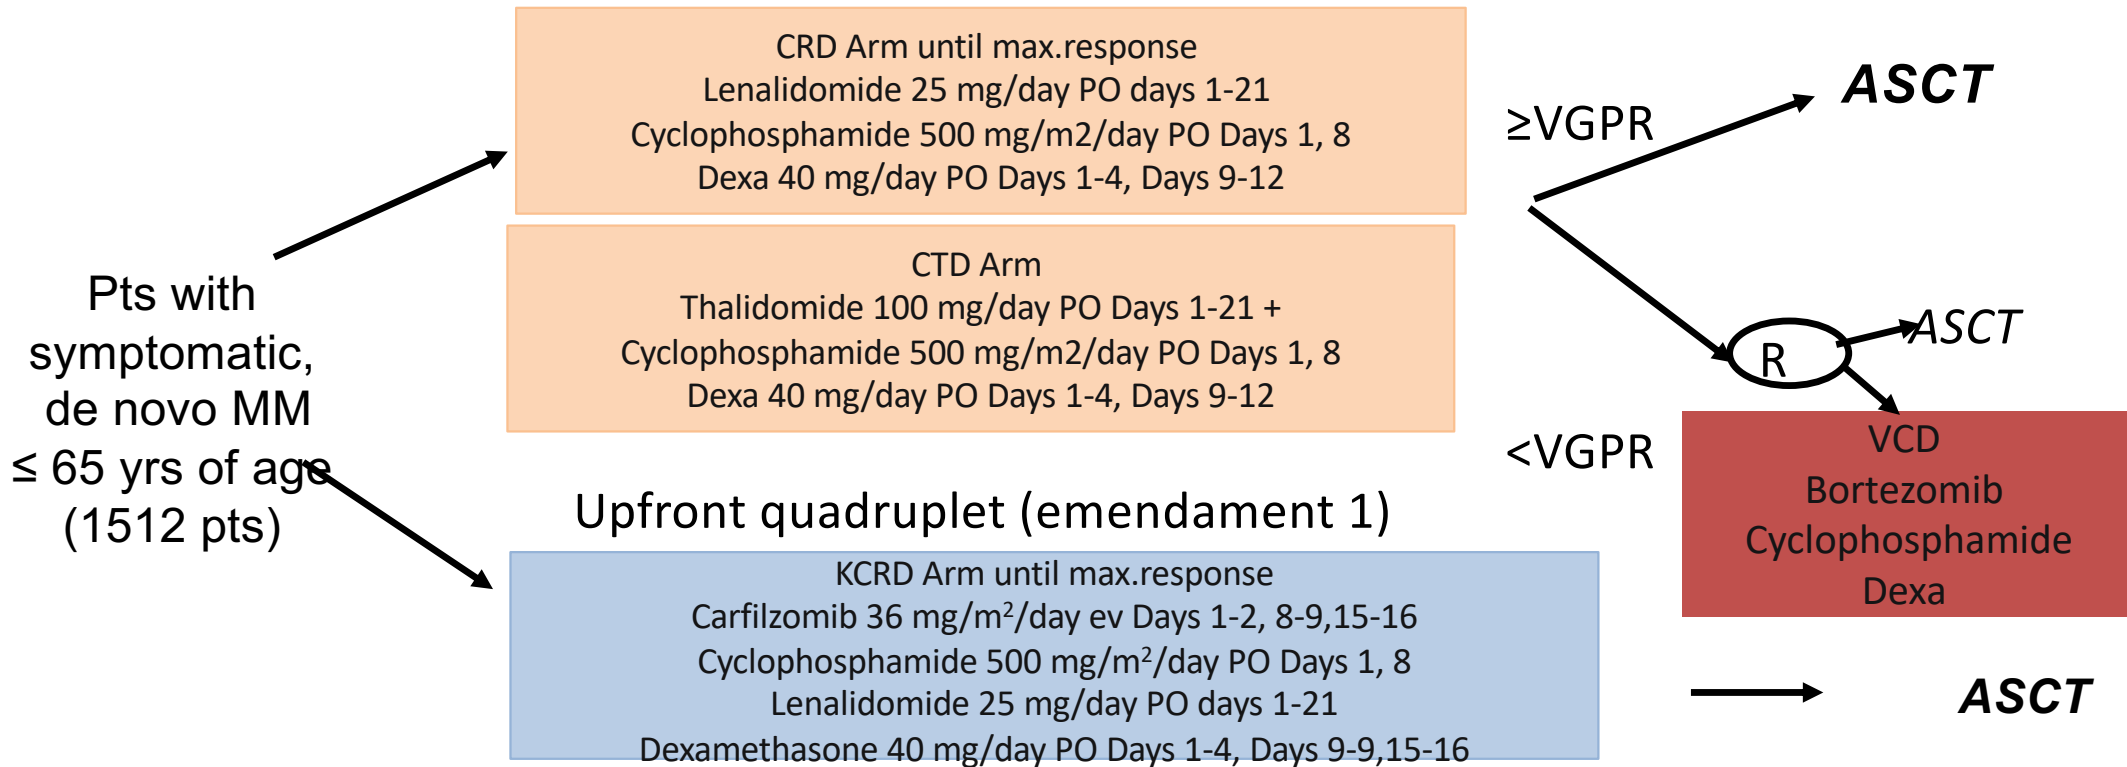 Pts with
symptomatic,
de novo MM
≤ 65 yrs of age
(1512 pts)
CRD Arm until max.response
Lenalidomide 25 mg/day PO days 1-21
Cyclophosphamide 500 mg/m2/day PO Days 1, 8
Dexa 40 mg/day PO Days 1-4, Days 9-12
CTD Arm
Thalidomide 100 mg/day PO Days 1-21 +
Cyclophosphamide 500 mg/m2/day PO Days 1, 8
Dexa 40 mg/day PO Days 1-4, Days 9-12
Upfront quadruplet (emendament 1)
KCRD Arm until max.response
Carfilzomib 36 mg/m²/day ev Days 1-2, 8-9,15-16
Cyclophosphamide 500 mg/m²/day PO Days 1, 8
Lenalidomide 25 mg/day PO days 1-21
Dexamethasone 40 mg/day PO Days 1-4, Days 9-9,15-16
≥VGPR
ASCT
R
ASCT
<VGPR
VCD
Bortezomib
Cyclophosphamide
Dexa
ASCT